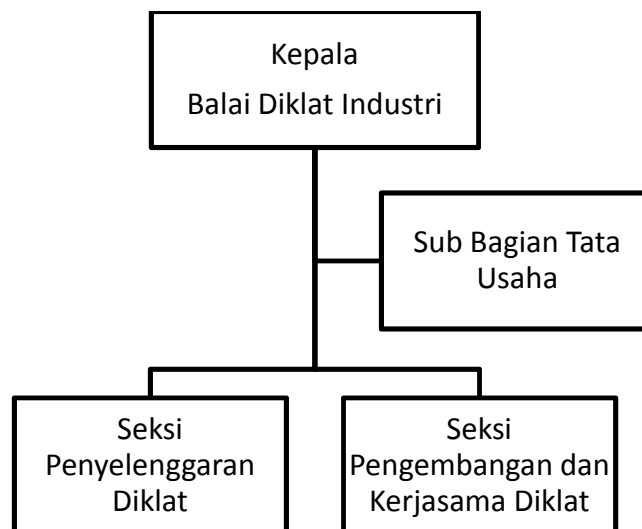 Kepala
Balai Diklat Industri
Sub Bagian Tata
Usaha
Seksi
Penyelenggaran
Diklat
Seksi
Pengembangan dan
Kerjasama Diklat